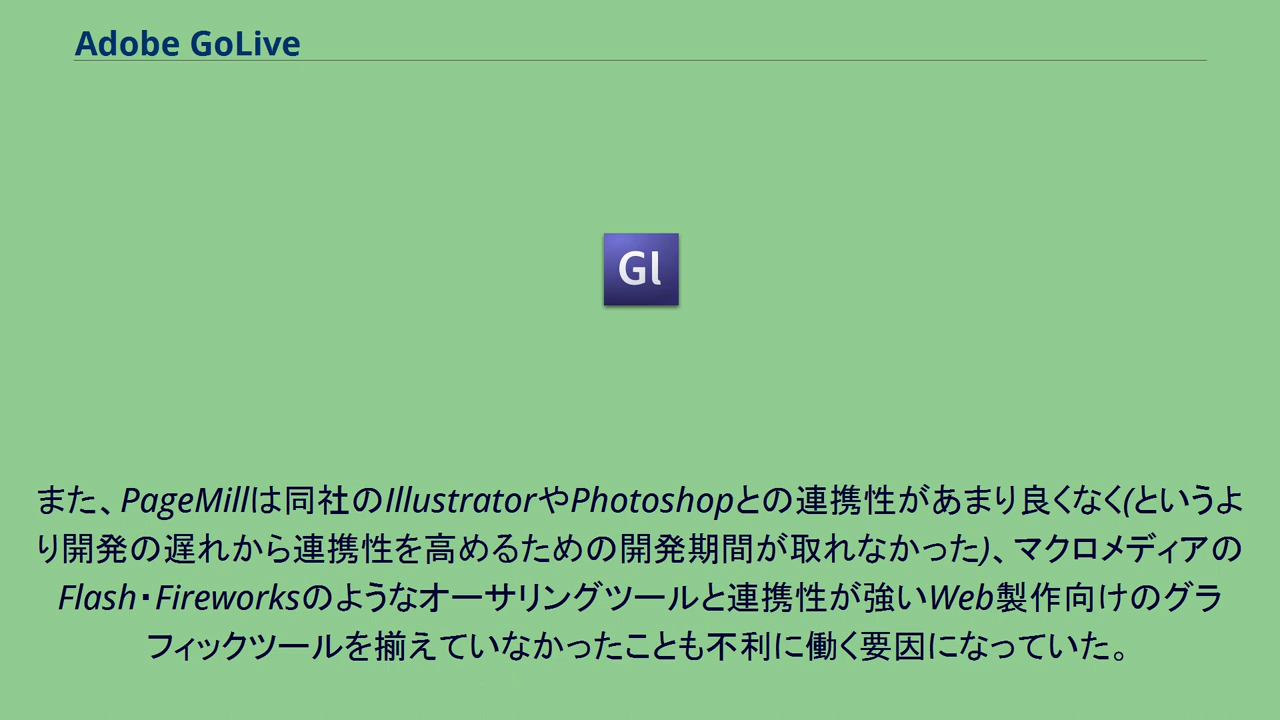 Adobe GoLive
Gl
また、PageMillは同社のIllustratorやPhotoshopとの連携性があまり良くなく(というよ
り開発の遅れから連携性を高めるための開発期間が取れなかった)、マクロメディアの
Flash・Fireworksのようなオーサリングツールと連携性が強いWeb製作向けのグラ
フィックツールを揃えていなかったことも不利に働く要因になっていた。